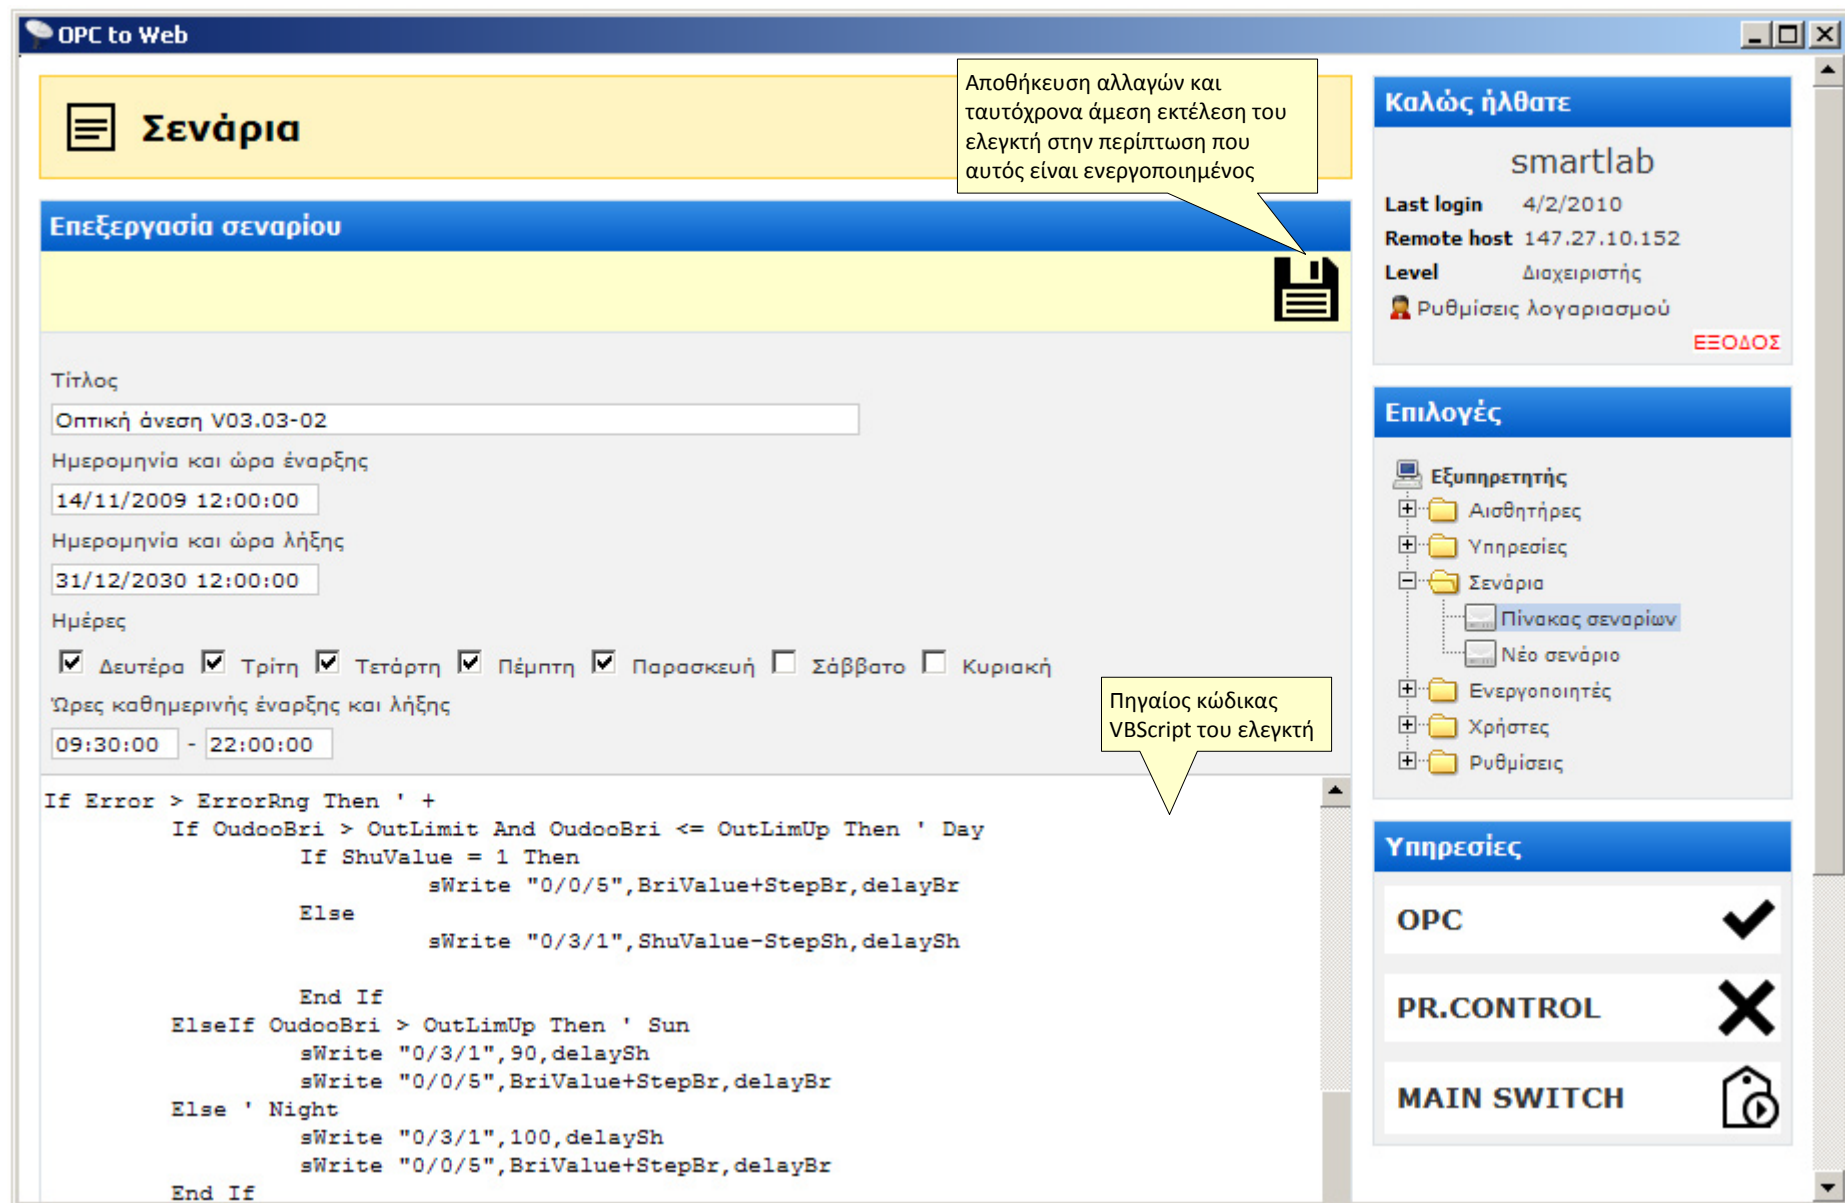 OPC to Web
Σενάρια
Αποθήκευση αλλαγών και
ταυτόχρονα άμεση εκτέλεση του
ελεγκτή στην περίπτωση που
αυτός είναι ενεργοποιημένος
Επεξεργασία σεναρίου
Τίτλος
Οπτική άνεση V03.03-02
Ημερομηνία και ώρα έναρξης
14/11/2009 12:00:00
Ημερομηνία και ώρα λήξης
31/12/2030 12:00:00
Ημέρες
Δευτέρα Τρίτη Τετάρτη Πέμπτη Παρασκευή Σάββατο Κυριακή
Ώρες καθημερινής έναρξης και λήξης
09:30:00 - 22:00:00
Πηγαίος κώδικας
VBScript του ελεγκτή
If Error > ErrorRng Then ' +
If OudooBri > OutLimit And OudooBri <= OutLimUp Then ' Day
If ShuValue = 1 Then
sWrite "0/0/5",BriValue+StepBr,delayBr
Else
sWrite "0/3/1",ShuValue-StepSh,delaySh
End If
ElseIf OudooBri > OutLimUp Then ' Sun
sWrite "0/3/1",90,delaySh
sWrite "0/0/5",BriValue+StepBr,delayBr
Else ' Night
sWrite "0/3/1",100,delaySh
sWrite "0/0/5",BriValue+StepBr,delayBr
End If
Καλώς ήλθατε
smartlab
Last login 4/2/2010
Remote host 147.27.10.152
Level Διαχειριστής
Ρυθμίσεις λογαριασμού
ΕΞΟΔΟΣ
Επιλογές
Εξυπηρετητής
Αισθητήρες
Υπηρεσίες
Σενάρια
Πίνακας σεναρίων
Νέο σενάριο
Ενεργοποιητές
Χρήστες
Ρυθμίσεις
Υπηρεσίες
OPC
PR.CONTROL
MAIN SWITCH